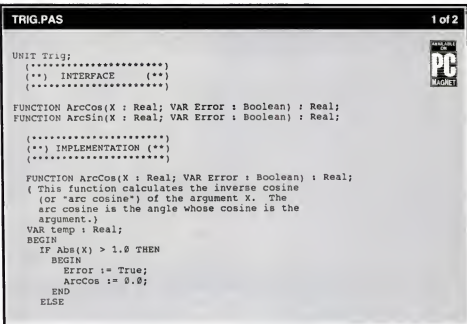 TRIG.PAS
1 of 2
AVAILABLE
ON
PC
MAGNET
UNIT Trig;
(**********************)
(**) INTERFACE (**)
(**********************)
FUNCTION ArcCos(X : Real; VAR Error : Boolean) : Real;
FUNCTION ArcSin(X : Real; VAR Error : Boolean) : Real;
(**********************)
(**) IMPLEMENTATION (**)
(**********************)
FUNCTION ArcCos(X : Real; VAR Error : Boolean) : Real;
{ This function calculates the inverse cosine
(or "arc cosine") of the argument X. The
arc cosine is the angle whose cosine is the
argument.}
VAR temp : Real;
BEGIN
IF Abs(X) > 1.0 THEN
BEGIN
Error := True;
ArcCos := 0.0;
END
ELSE